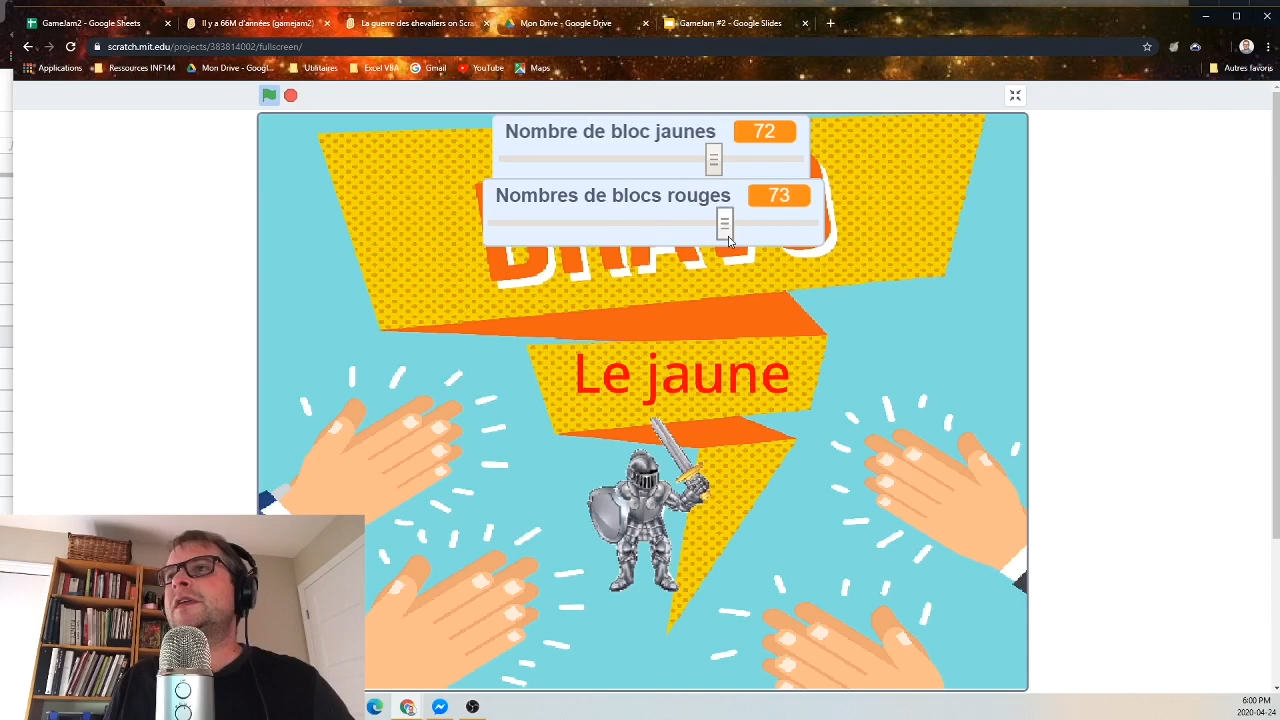 GameJam2 - Google Sheets
Il y a 66M d'années (gamejam2)
La guerre des chevaliers on Scra
Mon Drive - Google Drive
GameJam #2 - Google Slides
scratch.mit.edu/projects/383814002/fullscreen/
Applications
Ressources INF144
Mon Drive - Googl...
Utilitaires
Excel VBA
Gmail
YouTube
Maps
Autres favoris
Nombre de bloc jaunes 72
Nombres de blocs rouges 73
BRAVO
Le jaune
6:00 PM
2020-04-24